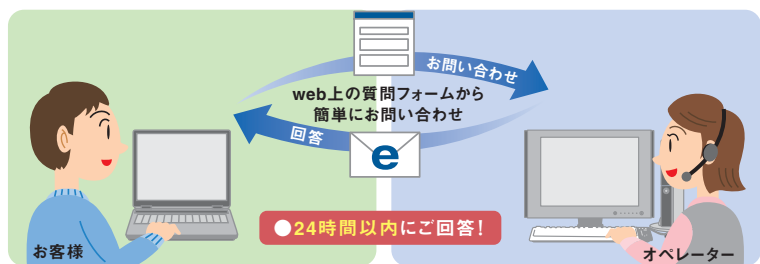 お問い合わせ
web上の質問フォームから
簡単にお問い合わせ
回答
e
●24時間以内にご回答！
お客様
オペレーター